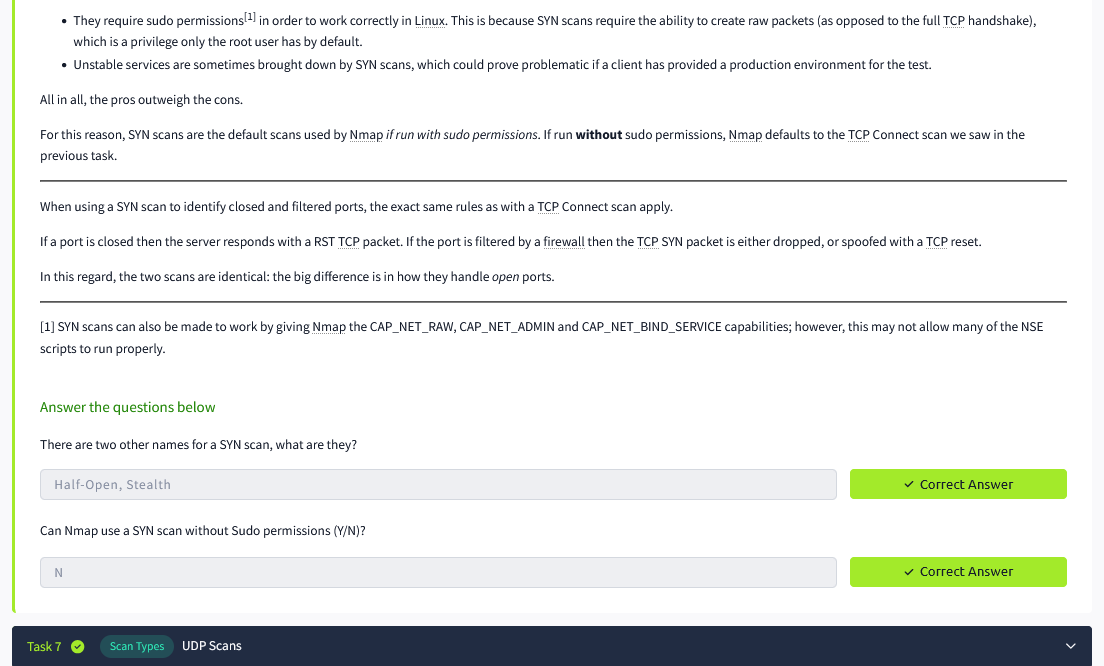 • They require sudo permissions[1] in order to work correctly in Linux. This is because SYN scans require the ability to create raw packets (as opposed to the full TCP handshake),
which is a privilege only the root user has by default.
• Unstable services are sometimes brought down by SYN scans, which could prove problematic if a client has provided a production environment for the test.
All in all, the pros outweigh the cons.
For this reason, SYN scans are the default scans used by Nmap if run with sudo permissions. If run without sudo permissions, Nmap defaults to the TCP Connect scan we saw in the
previous task.
When using a SYN scan to identify closed and filtered ports, the exact same rules as with a TCP Connect scan apply.
If a port is closed then the server responds with a RST TCP packet. If the port is filtered by a firewall then the TCP SYN packet is either dropped, or spoofed with a TCP reset.
In this regard, the two scans are identical: the big difference is in how they handle open ports.
[1] SYN scans can also be made to work by giving Nmap the CAP_NET_RAW, CAP_NET_ADMIN and CAP_NET_BIND_SERVICE capabilities; however, this may not allow many of the NSE
scripts to run properly.
Answer the questions below
There are two other names for a SYN scan, what are they?
Half-Open, Stealth
✓ Correct Answer
Can Nmap use a SYN scan without Sudo permissions (Y/N)?
N
✓ Correct Answer
Task 7 Scan Types UDP Scans